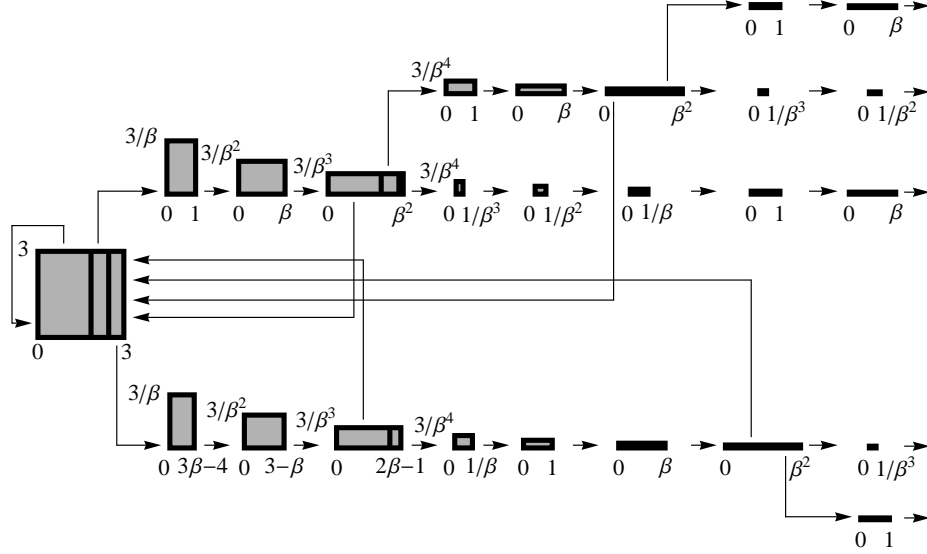 0 1 0 β
3/β⁴
0 1 0 β 0 β² 0 1/β³ 0 1/β²
3/β 3/β² 3/β³ 3/β⁴
0 1 0 β 0 β² 0 1/β³ 0 1/β² 0 1/β 0 1 0 β
3
0 3
3/β 3/β² 3/β³ 3/β⁴
0 3β−4 0 3−β 0 2β−1 0 1/β 0 1 0 β 0 β² 0 1/β³
0 1